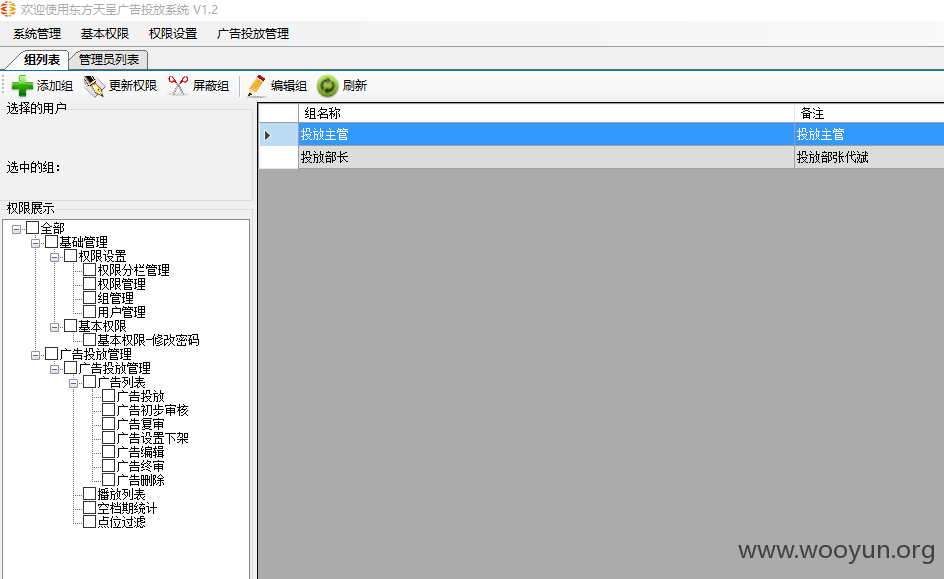 欢迎使用东方天呈广告投放系统 V1.2
系统管理 基本权限 权限设置 广告投放管理
组列表 管理员列表
添加组 更新权限 屏蔽组 编辑组 刷新
选择的用户
选中的组：
权限展示
全部
基础管理
权限设置
权限分栏管理
权限管理
组管理
用户管理
基本权限
基本权限-修改密码
广告投放管理
广告投放管理
广告列表
广告投放
广告初步审核
广告复审
广告设置下架
广告编辑
广告终审
广告删除
播放列表
空档期统计
点位过滤
组名称 备注
投放主管 投放主管
投放部长 投放部张代斌
www.wooyun.org